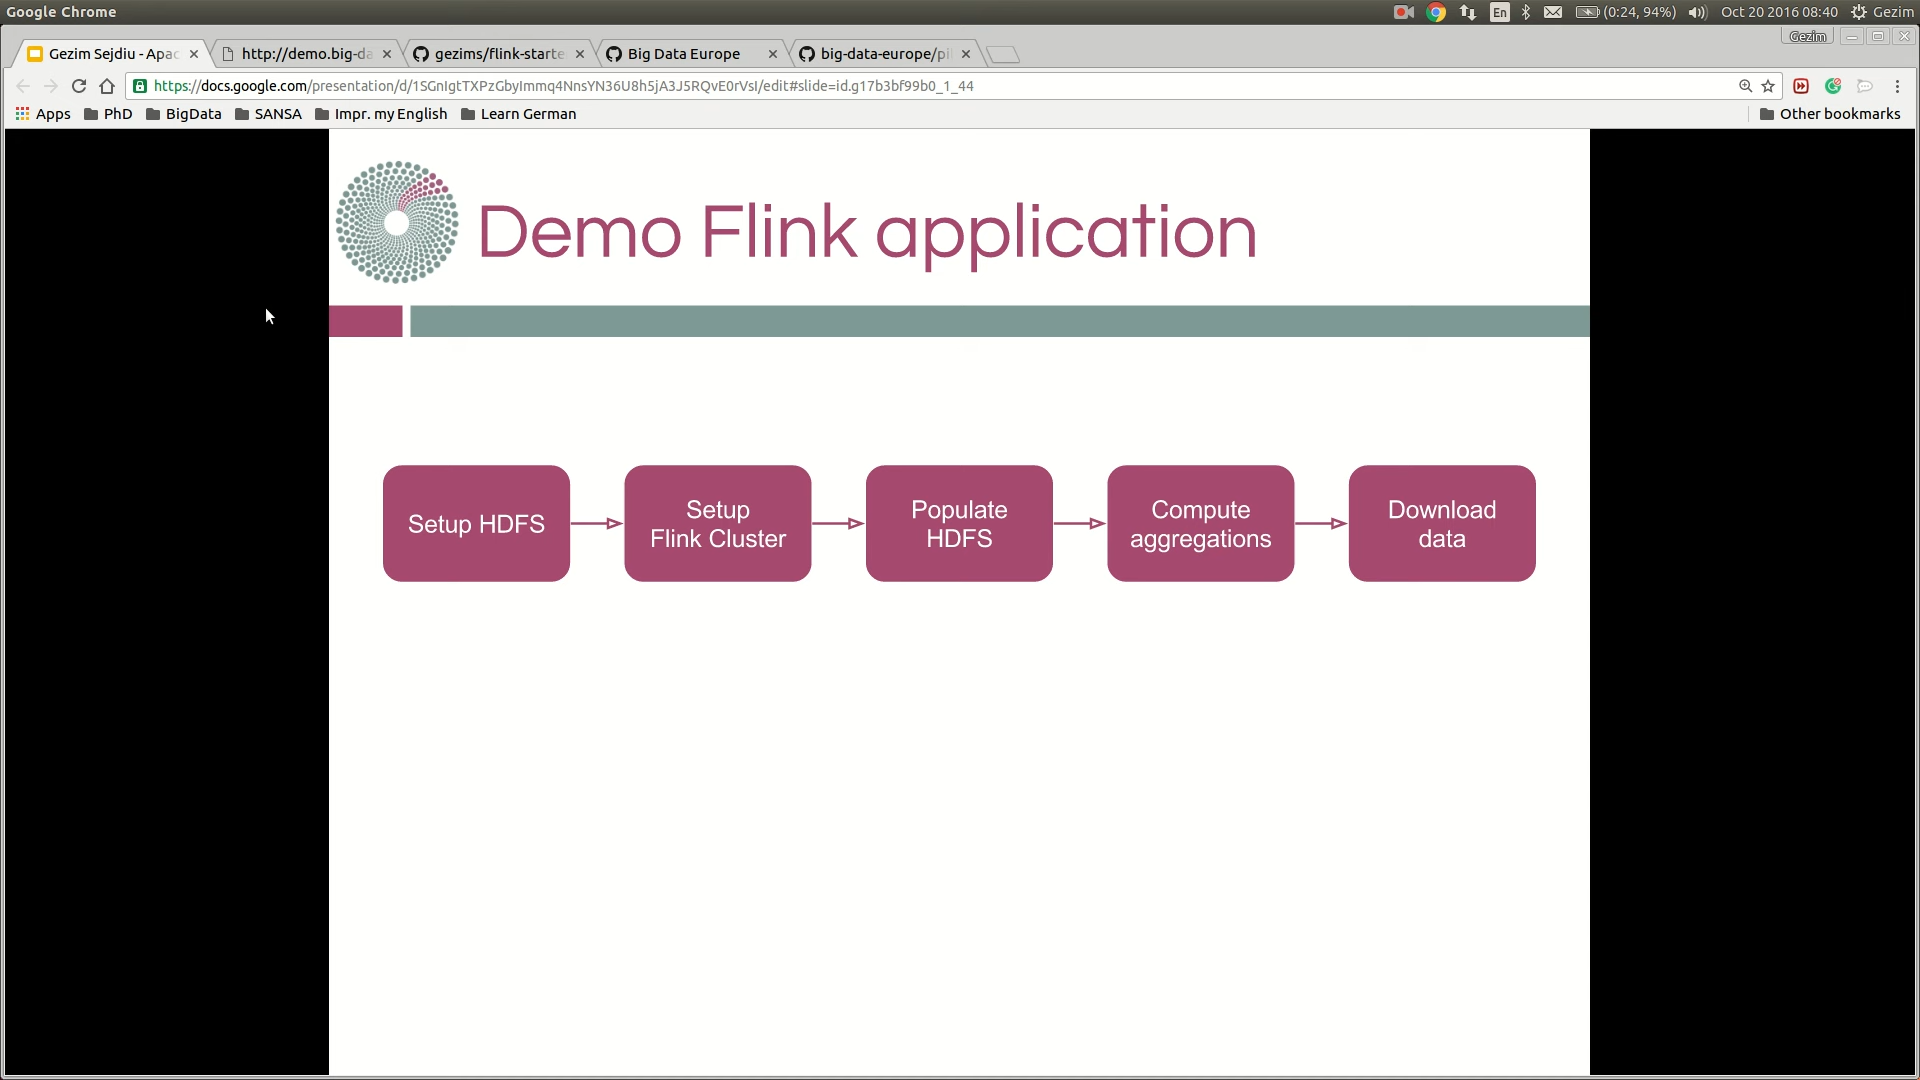 Google Chrome
En
(0:24, 94%)
Oct 20 2016 08:40
Gezim
Gezim
Gezim Sejdiu - Apac
http://demo.big-da
gezims/flink-starte
Big Data Europe
big-data-europe/pi
https://docs.google.com/presentation/d/1SGnIgtTXPzGbyImmq4NnsYN36U8h5jA3J5RQvE0rVsI/edit#slide=id.g17b3bf99b0_1_44
Apps
PhD
BigData
SANSA
Impr. my English
Learn German
Other bookmarks
Demo Flink application
Setup HDFS
Setup
Flink Cluster
Populate
HDFS
Compute
aggregations
Download
data